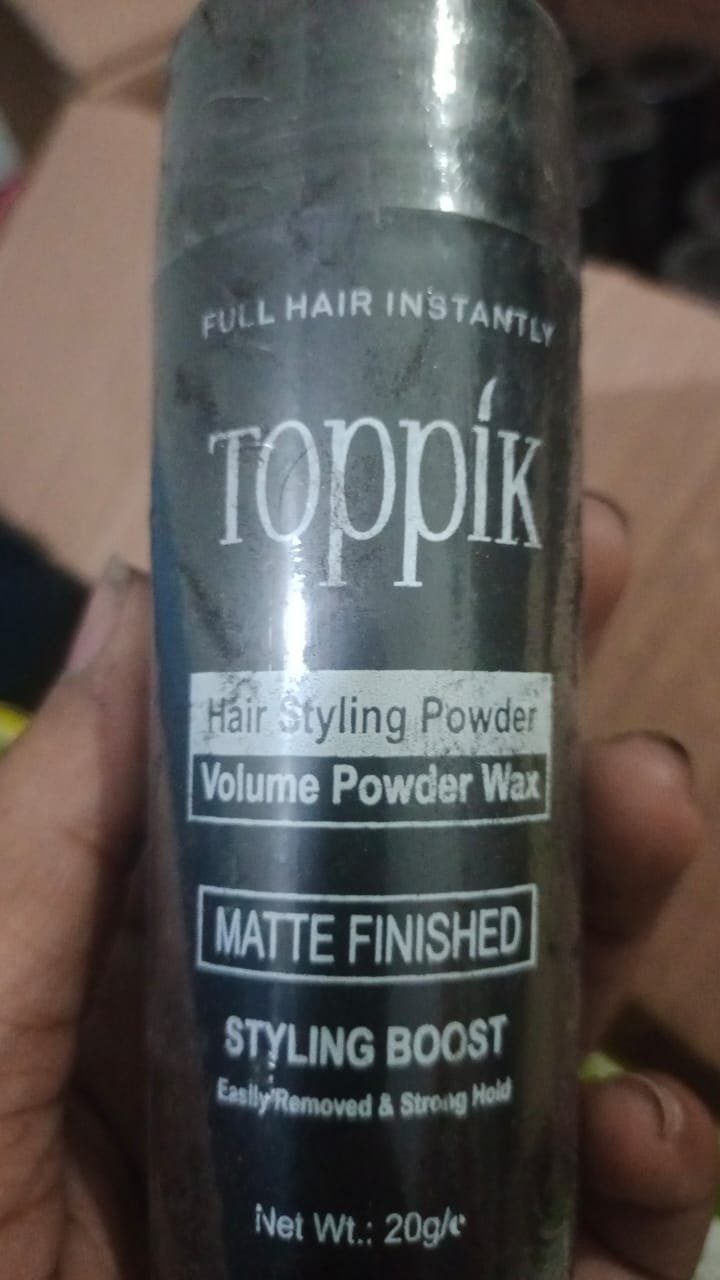 FULL HAIR INSTANTLY
Toppik
Hair Styling Powder
Volume Powder Wax
MATTE FINISHED
STYLING BOOST
Easily Removed & Strong Hold
Net Wt.: 20g/e